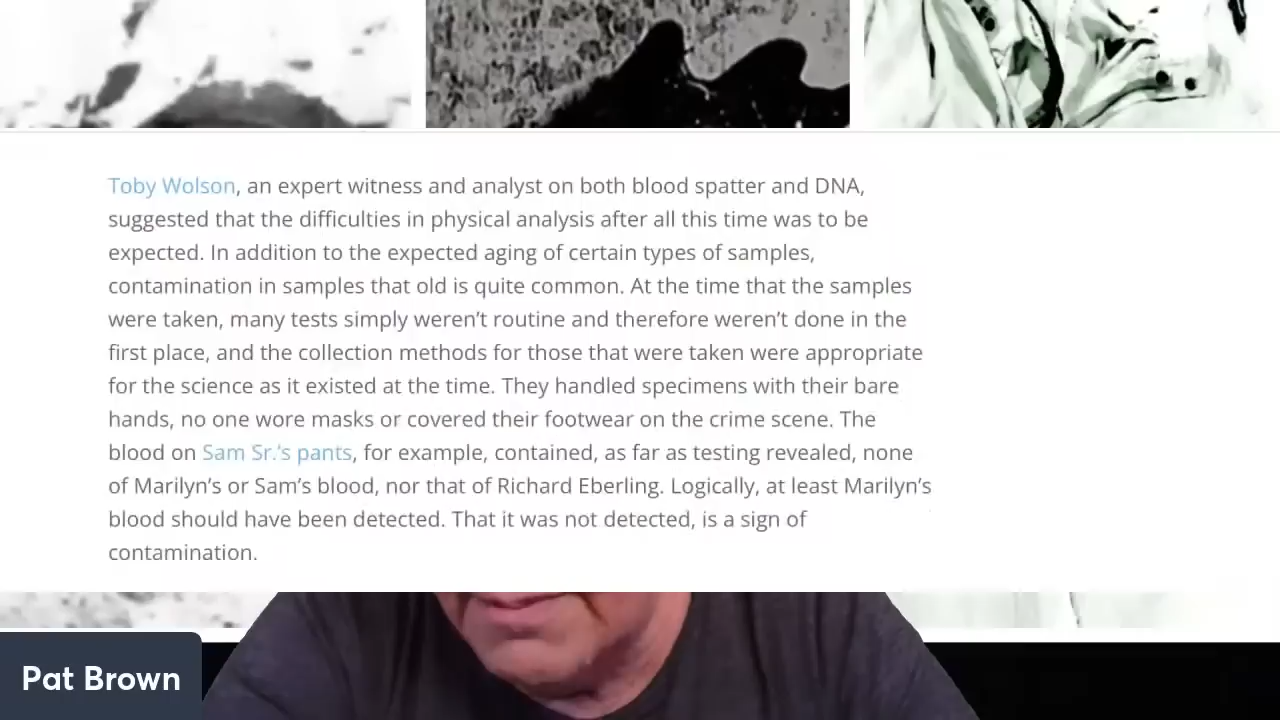 Toby Wolson, an expert witness and analyst on both blood spatter and DNA,
suggested that the difficulties in physical analysis after all this time was to be
expected. In addition to the expected aging of certain types of samples,
contamination in samples that old is quite common. At the time that the samples
were taken, many tests simply weren’t routine and therefore weren’t done in the
first place, and the collection methods for those that were taken were appropriate
for the science as it existed at the time. They handled specimens with their bare
hands, no one wore masks or covered their footwear on the crime scene. The
blood on Sam Sr.’s pants, for example, contained, as far as testing revealed, none
of Marilyn’s or Sam’s blood, nor that of Richard Eberling. Logically, at least Marilyn’s
blood should have been detected. That it was not detected, is a sign of
contamination.
Pat Brown